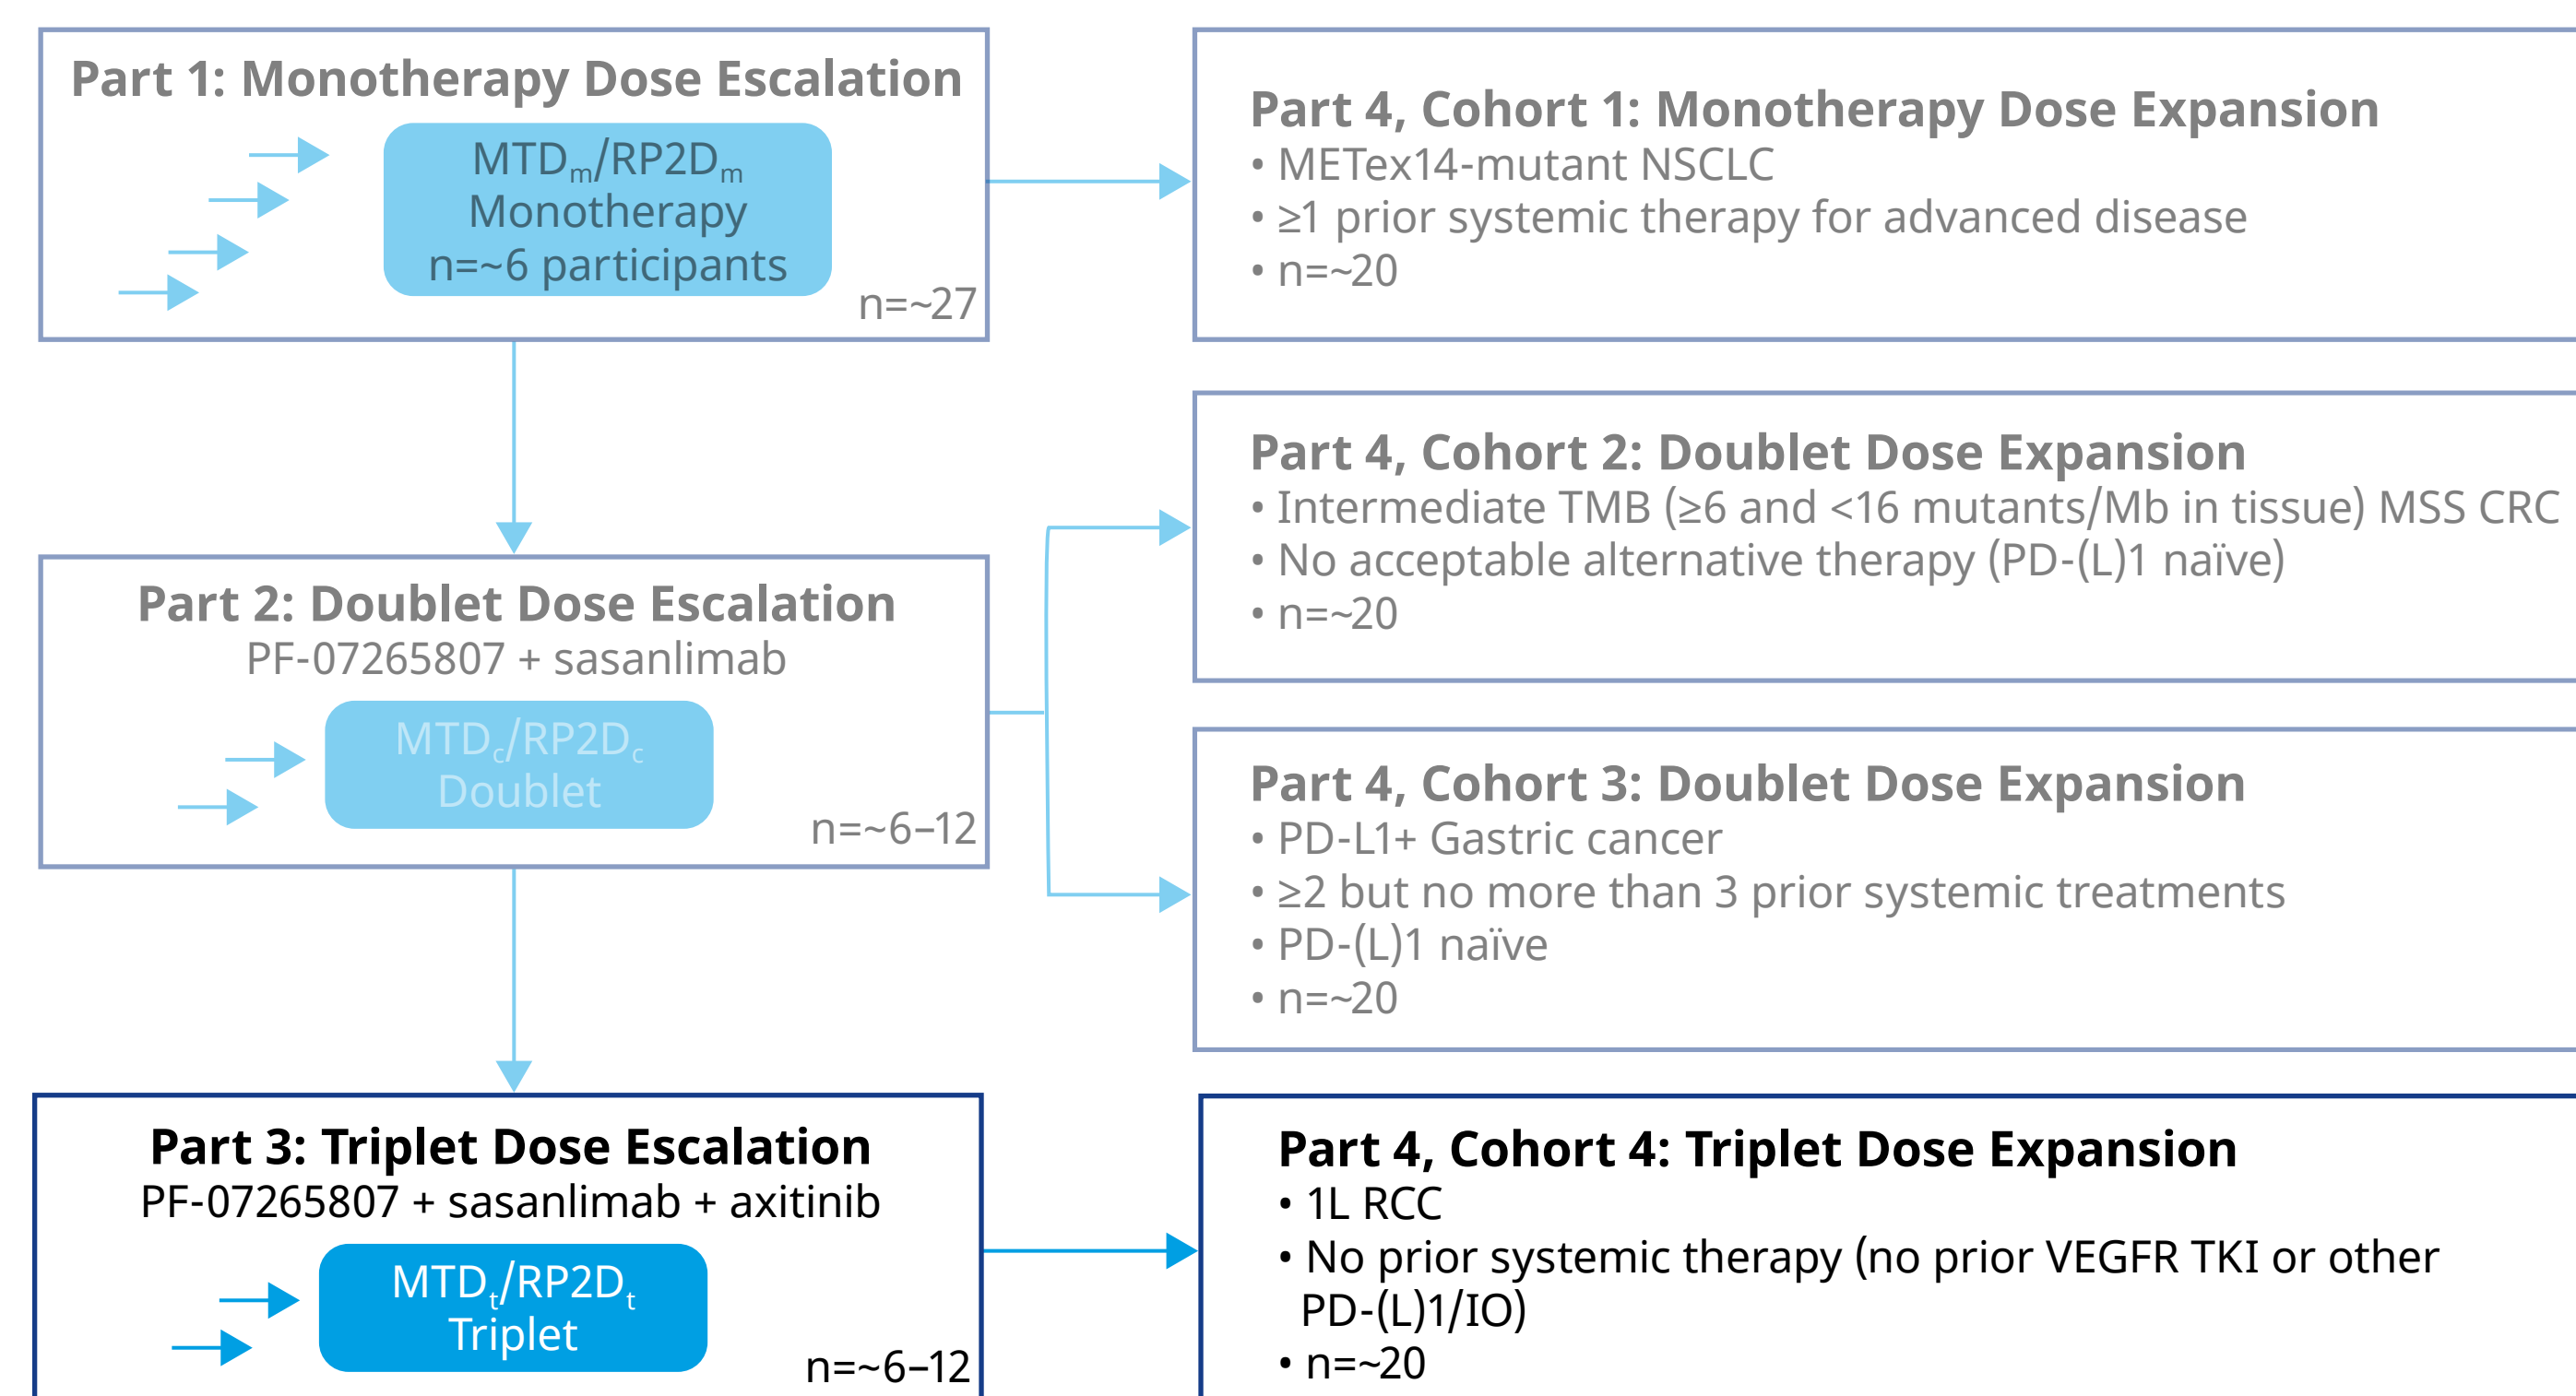 Part 1: Monotherapy Dose Escalation
MTDm/RP2Dm
Monotherapy
n=~6 participants
n=~27
Part 4, Cohort 1: Monotherapy Dose Expansion
• METex14-mutant NSCLC
• ≥1 prior systemic therapy for advanced disease
• n=~20
Part 4, Cohort 2: Doublet Dose Expansion
• Intermediate TMB (≥6 and <16 mutants/Mb in tissue) MSS CRC
• No acceptable alternative therapy (PD-(L)1 naïve)
• n=~20
Part 2: Doublet Dose Escalation
PF-07265807 + sasanlimab
MTDc/RP2Dc
Doublet
n=~6–12
Part 4, Cohort 3: Doublet Dose Expansion
• PD-L1+ Gastric cancer
• ≥2 but no more than 3 prior systemic treatments
• PD-(L)1 naïve
• n=~20
Part 3: Triplet Dose Escalation
PF-07265807 + sasanlimab + axitinib
MTDt/RP2Dt
Triplet
n=~6–12
Part 4, Cohort 4: Triplet Dose Expansion
• 1L RCC
• No prior systemic therapy (no prior VEGFR TKI or other
PD-(L)1/IO)
• n=~20